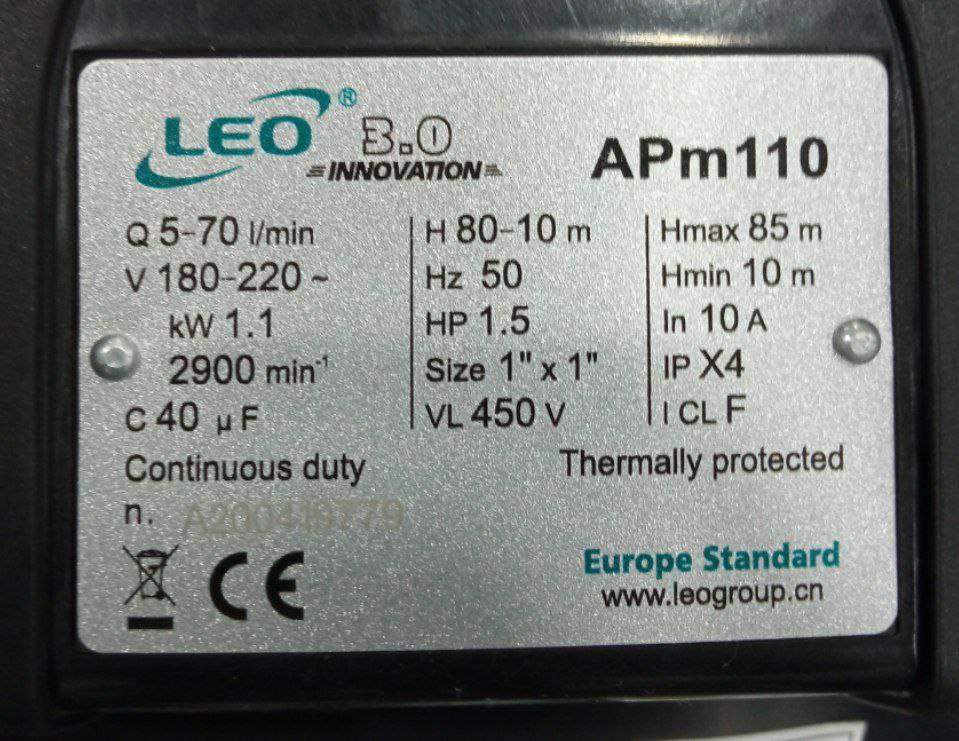 LEO® 3.0
INNOVATION
APm110
Q 5-70 l/min
H 80-10 m
Hmax 85 m
V 180-220 ~
Hz 50
Hmin 10 m
kW 1.1
HP 1.5
In 10 A
2900 min⁻¹
Size 1" x 1"
IP X4
C 40 µF
VL 450 V
I CL F
Continuous duty
Thermally protected
n. A200419779
CE
Europe Standard
www.leogroup.cn